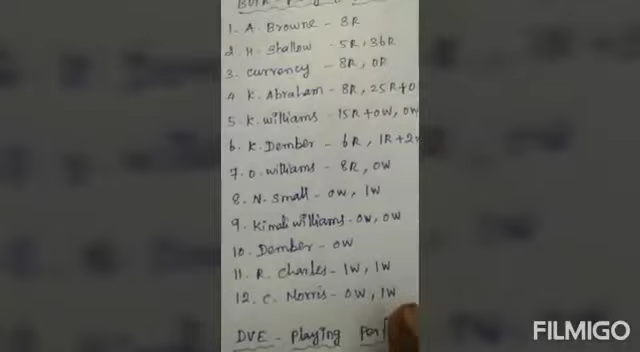 1. A. Browne - 8R
2. H. Shallow - 5R, 36R
3. Currency - 8R, 0R
4. K. Abraham - 8R, 25R+0
5. K. Williams - 15R+0W, 0W
6. K. Dember - 6R, 1R+2
7. O. Williams - 8R, 0W
8. N. Small - 0W, 1W
9. Kimali Williams - 0W, 0W
10. Dember - 0W
11. R. Charles - 1W, 1W
12. C. Morris - 0W, 1W
DVE - Playing
FILMIGO